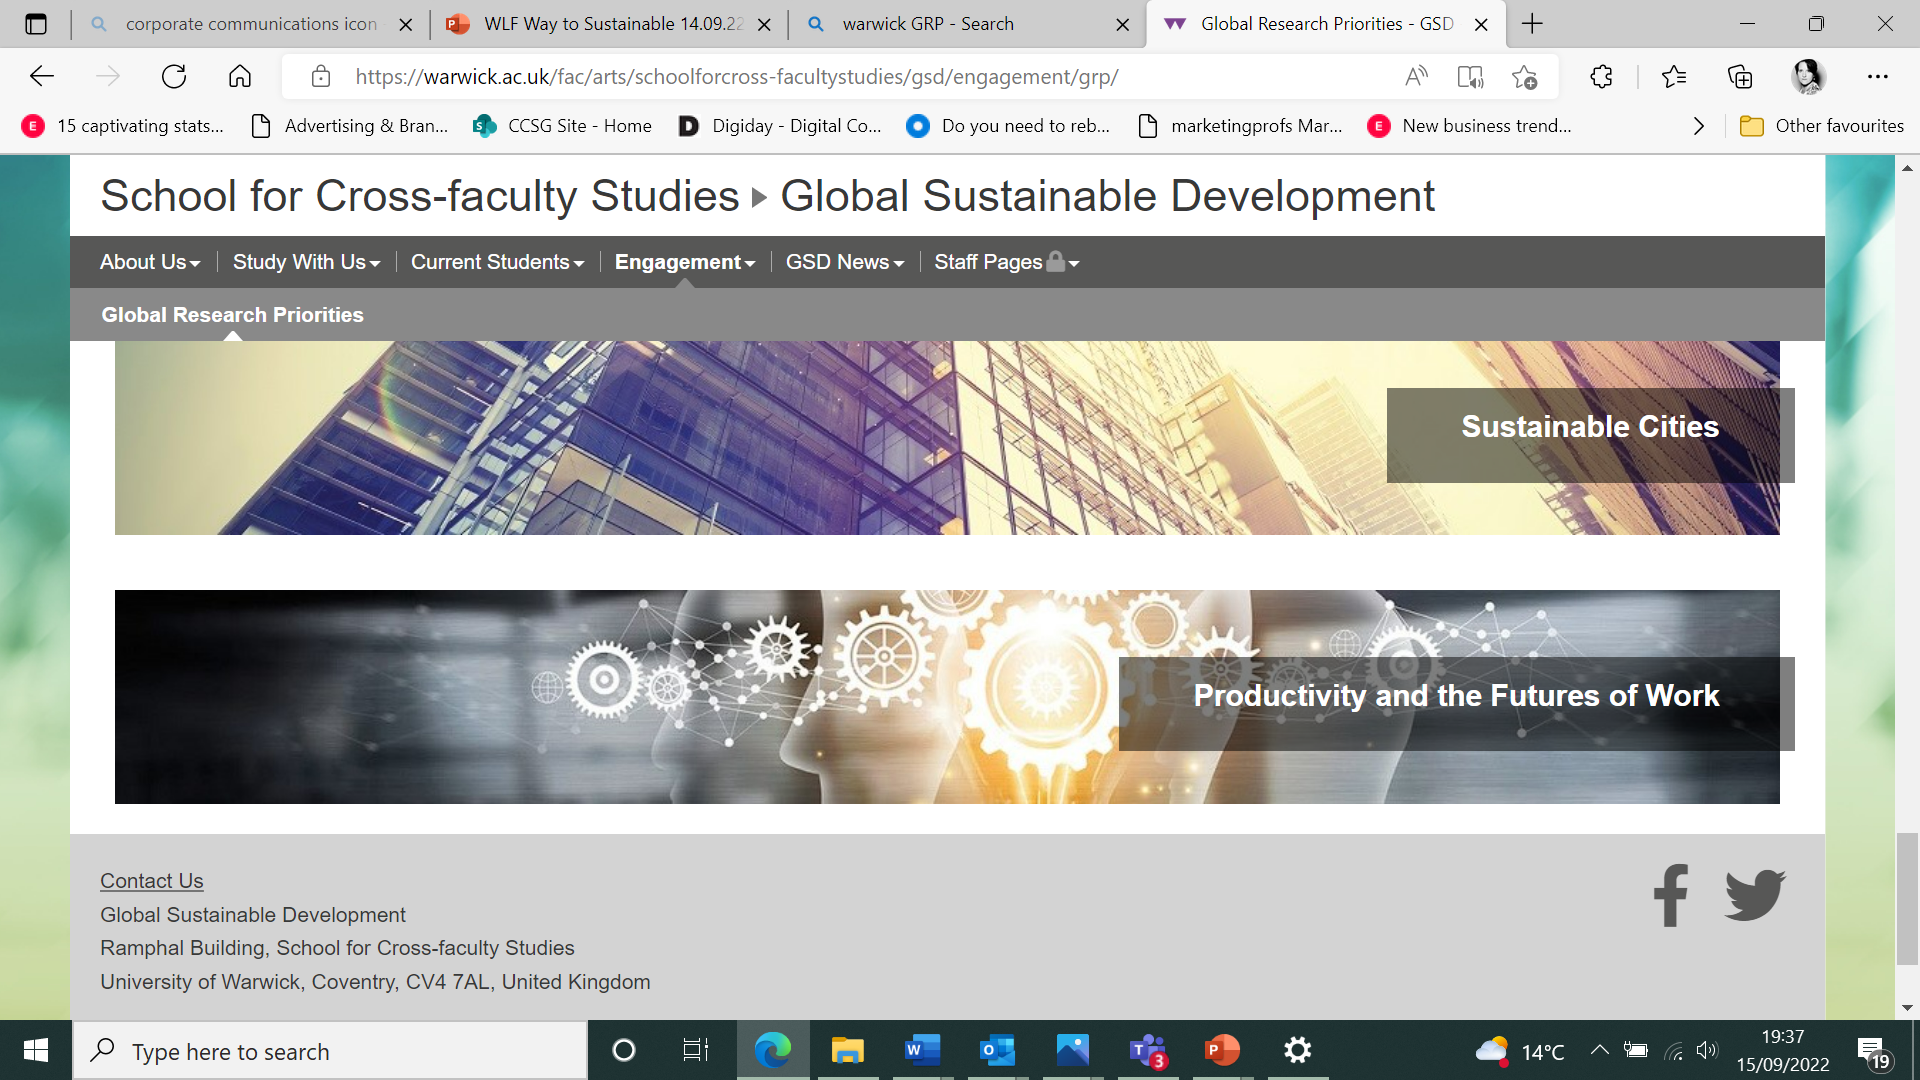 corporate communications icon
WLF Way to Sustainable 14.09.22
warwick GRP - Search
Global Research Priorities - GSD
https://warwick.ac.uk/fac/arts/schoolforcross-facultystudies/gsd/engagement/grp/
15 captivating stats...
Advertising & Bran...
CCSG Site - Home
Digiday - Digital Co...
Do you need to reb...
marketingprofs Mar...
New business trend...
Other favourites
School for Cross-faculty Studies Global Sustainable Development
About Us
Study With Us
Current Students
Engagement
GSD News
Staff Pages
Global Research Priorities
Sustainable Cities
Productivity and the Futures of Work
Contact Us
Global Sustainable Development
Ramphal Building, School for Cross-faculty Studies
University of Warwick, Coventry, CV4 7AL, United Kingdom
Type here to search
3
14°C
19:37
15/09/2022
19